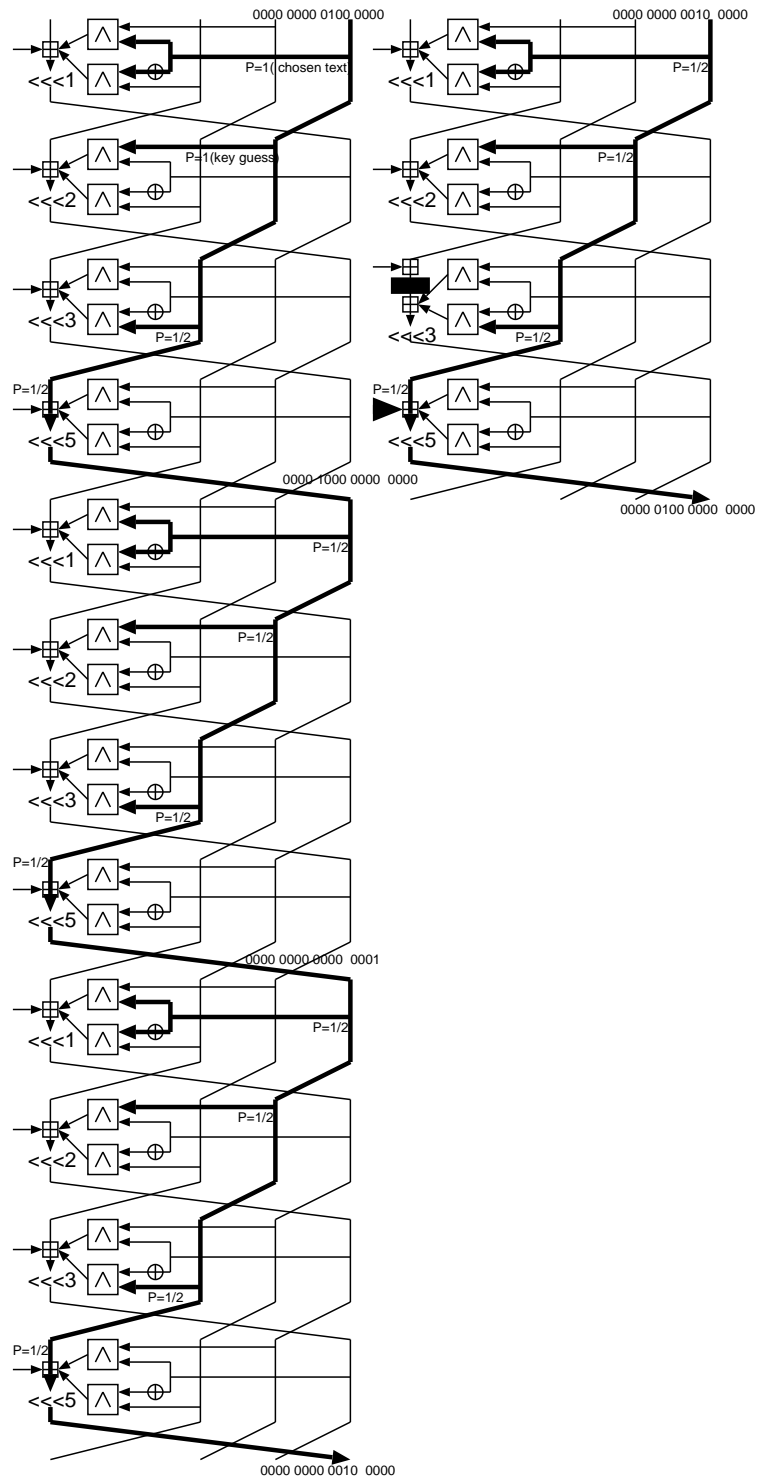 0000 0000 0100 0000
∧
P=1( chosen text
∧
<<<1
∧
P=1(key guess)
∧
<<<2
∧
∧
<<<3
P=1/2
P=1/2
∧
∧
<<<5
0000 1000 0000 0000
∧
P=1/2
∧
<<<1
∧
P=1/2
∧
<<<2
∧
∧
<<<3
P=1/2
P=1/2
∧
∧
<<<5
0000 0000 0000 0001
∧
P=1/2
∧
<<<1
∧
P=1/2
∧
<<<2
∧
∧
<<<3
P=1/2
P=1/2
∧
∧
<<<5
0000 0000 0010 0000
0000 0000 0010 0000
∧
P=1/2
∧
<<<1
∧
P=1/2
∧
<<<2
∧
∧
<<<3
P=1/2
P=1/2
∧
∧
<<<5
0000 0100 0000 0000